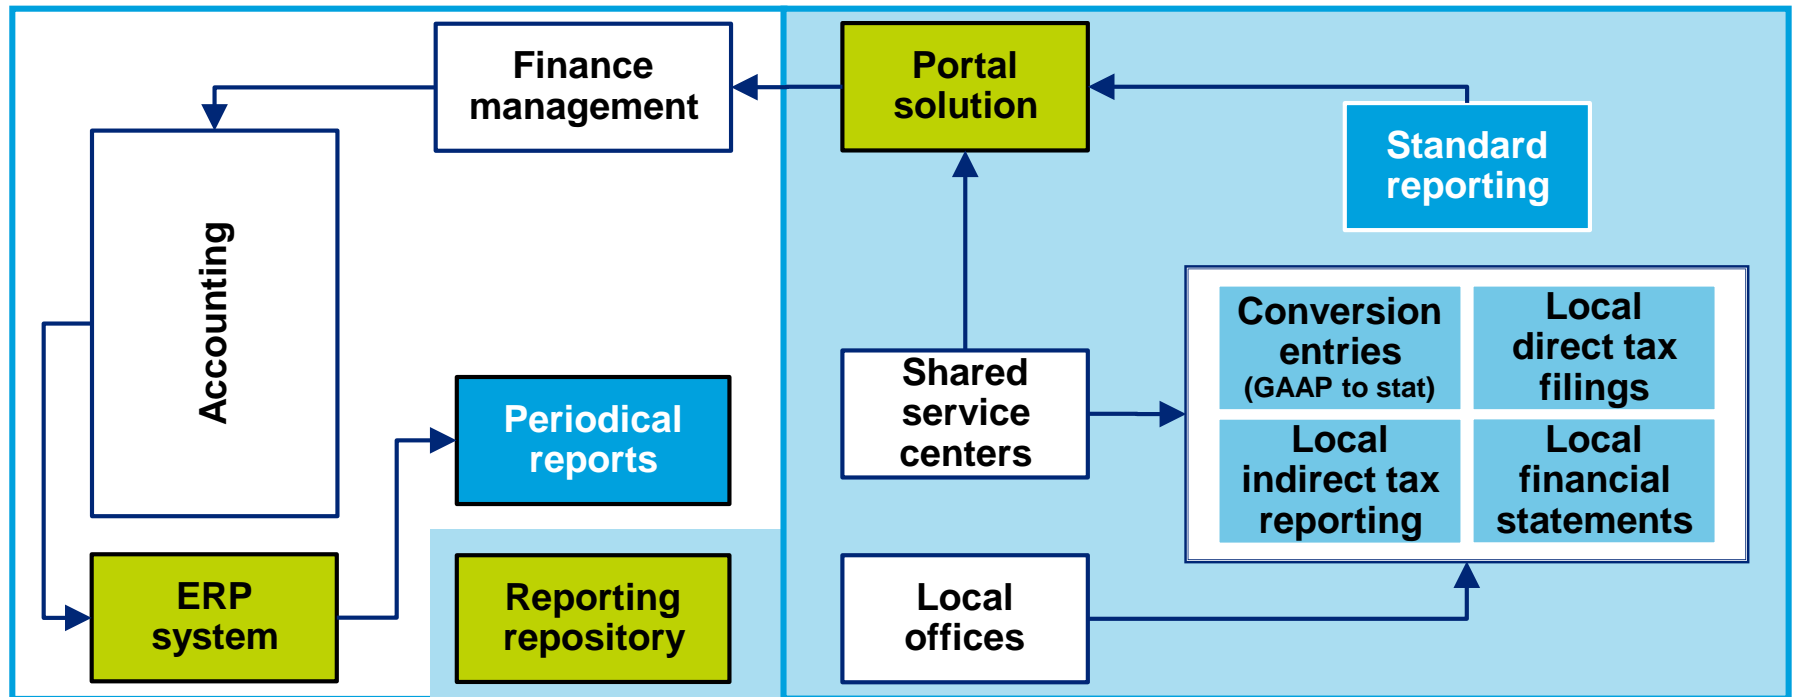 Finance
management
Portal
solution
Standard
reporting
Accounting
Conversion
entries
(GAAP to stat)
Local
direct tax
filings
Shared
service
centers
Periodical
reports
Local
indirect tax
reporting
Local
financial
statements
ERP
system
Reporting
repository
Local
offices